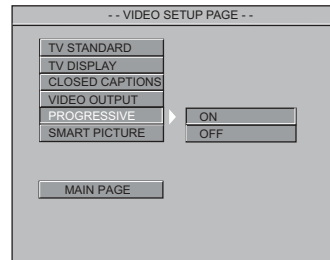 - - VIDEO SETUP PAGE - -
TV STANDARD
TV DISPLAY
CLOSED CAPTIONS
VIDEO OUTPUT
PROGRESSIVE
ON
SMART PICTURE
OFF
MAIN PAGE